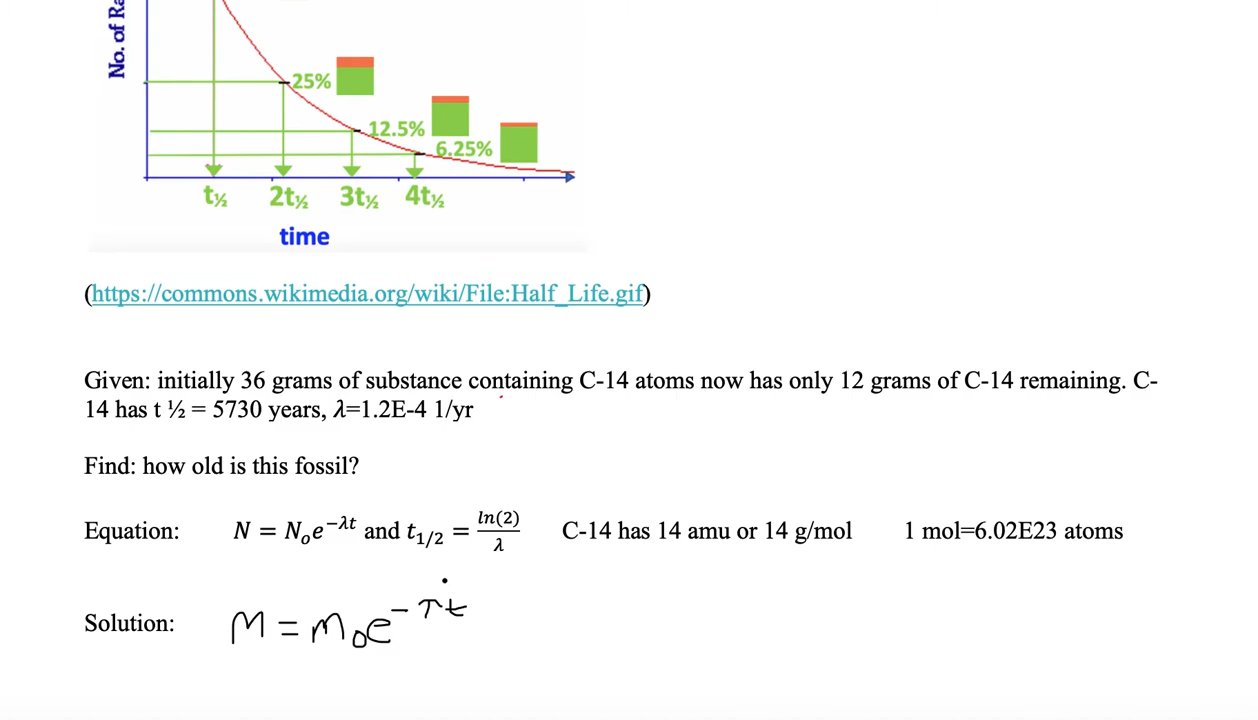 No. of Ra
25%
12.5%
6.25%
t½ 2t½ 3t½ 4t½
time
(https://commons.wikimedia.org/wiki/File:Half_Life.gif)
Given: initially 36 grams of substance containing C-14 atoms now has only 12 grams of C-14 remaining. C-
14 has t ½ = 5730 years, λ=1.2E-4 1/yr
Find: how old is this fossil?
Equation: N = Nₒe^−λt and t₁/₂ = ln(2)/λ C-14 has 14 amu or 14 g/mol 1 mol=6.02E23 atoms
Solution: M = m₀e^−λt